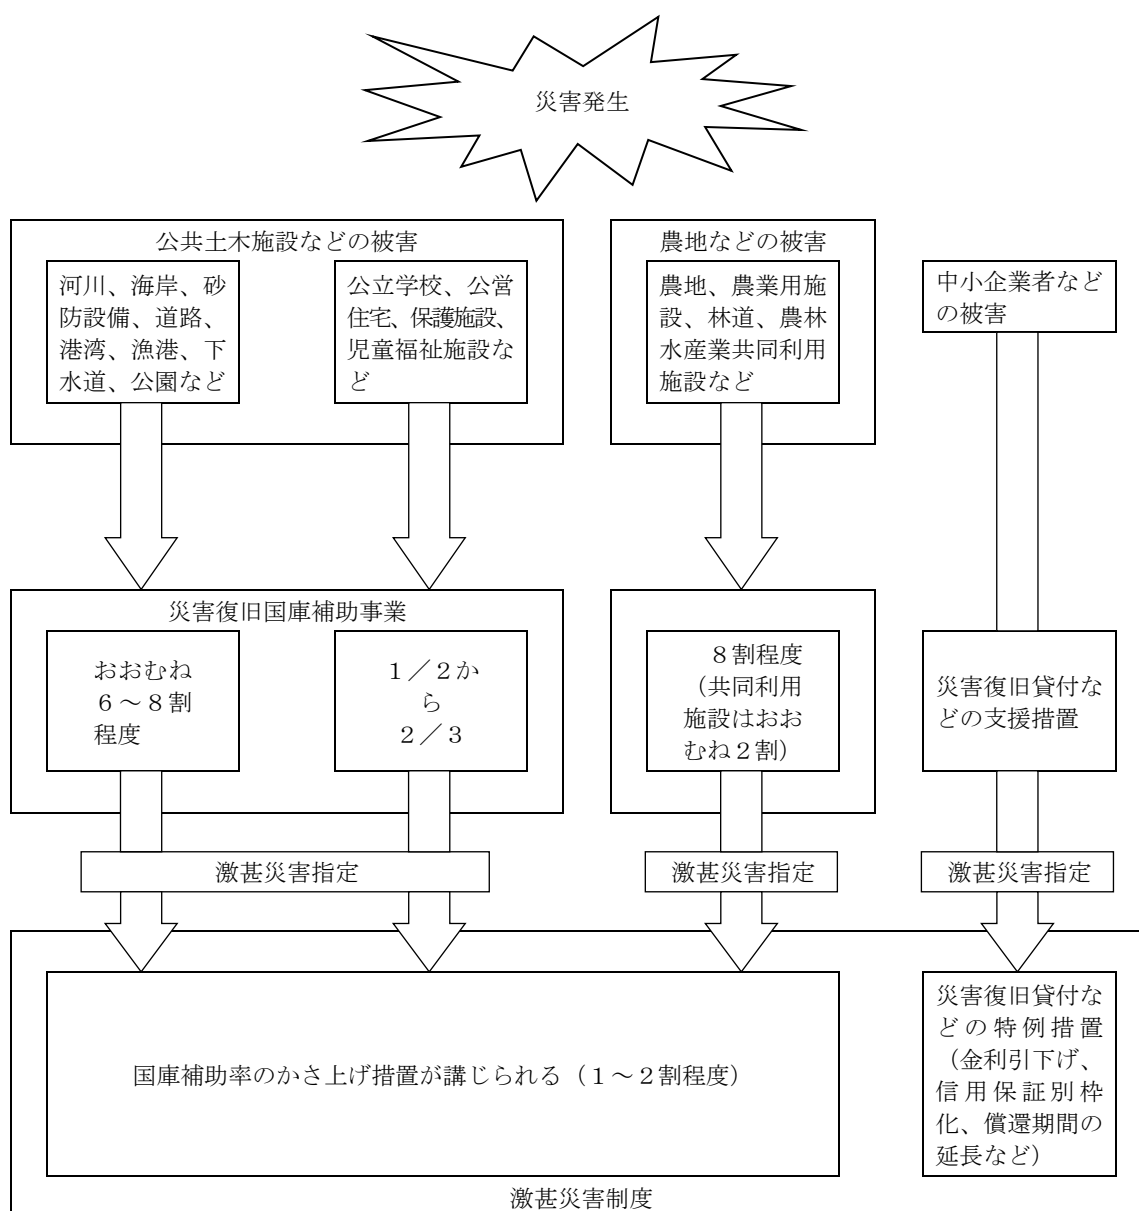 災害発生
公共土木施設などの被害
河川、海岸、砂
防設備、道路、
港湾、漁港、下
水道、公園など
公立学校、公営
住宅、保護施設、
児童福祉施設な
ど
農地などの被害
農地、農業用施
設、林道、農林
水産業共同利用
施設など
中小企業者など
の被害
災害復旧国庫補助事業
おおむね
6~8割
程度
1/2か
ら
2/3
8割程度
(共同利用
施設はおお
むね2割)
災害復旧貸付な
どの支援措置
激甚災害指定
激甚災害指定
激甚災害指定
国庫補助率のかさ上げ措置が講じられる(1~2割程度)
災害復旧貸付な
どの特例措置
(金利引下げ、
信用保証別枠
化、償還期間の
延長など)
激甚災害制度